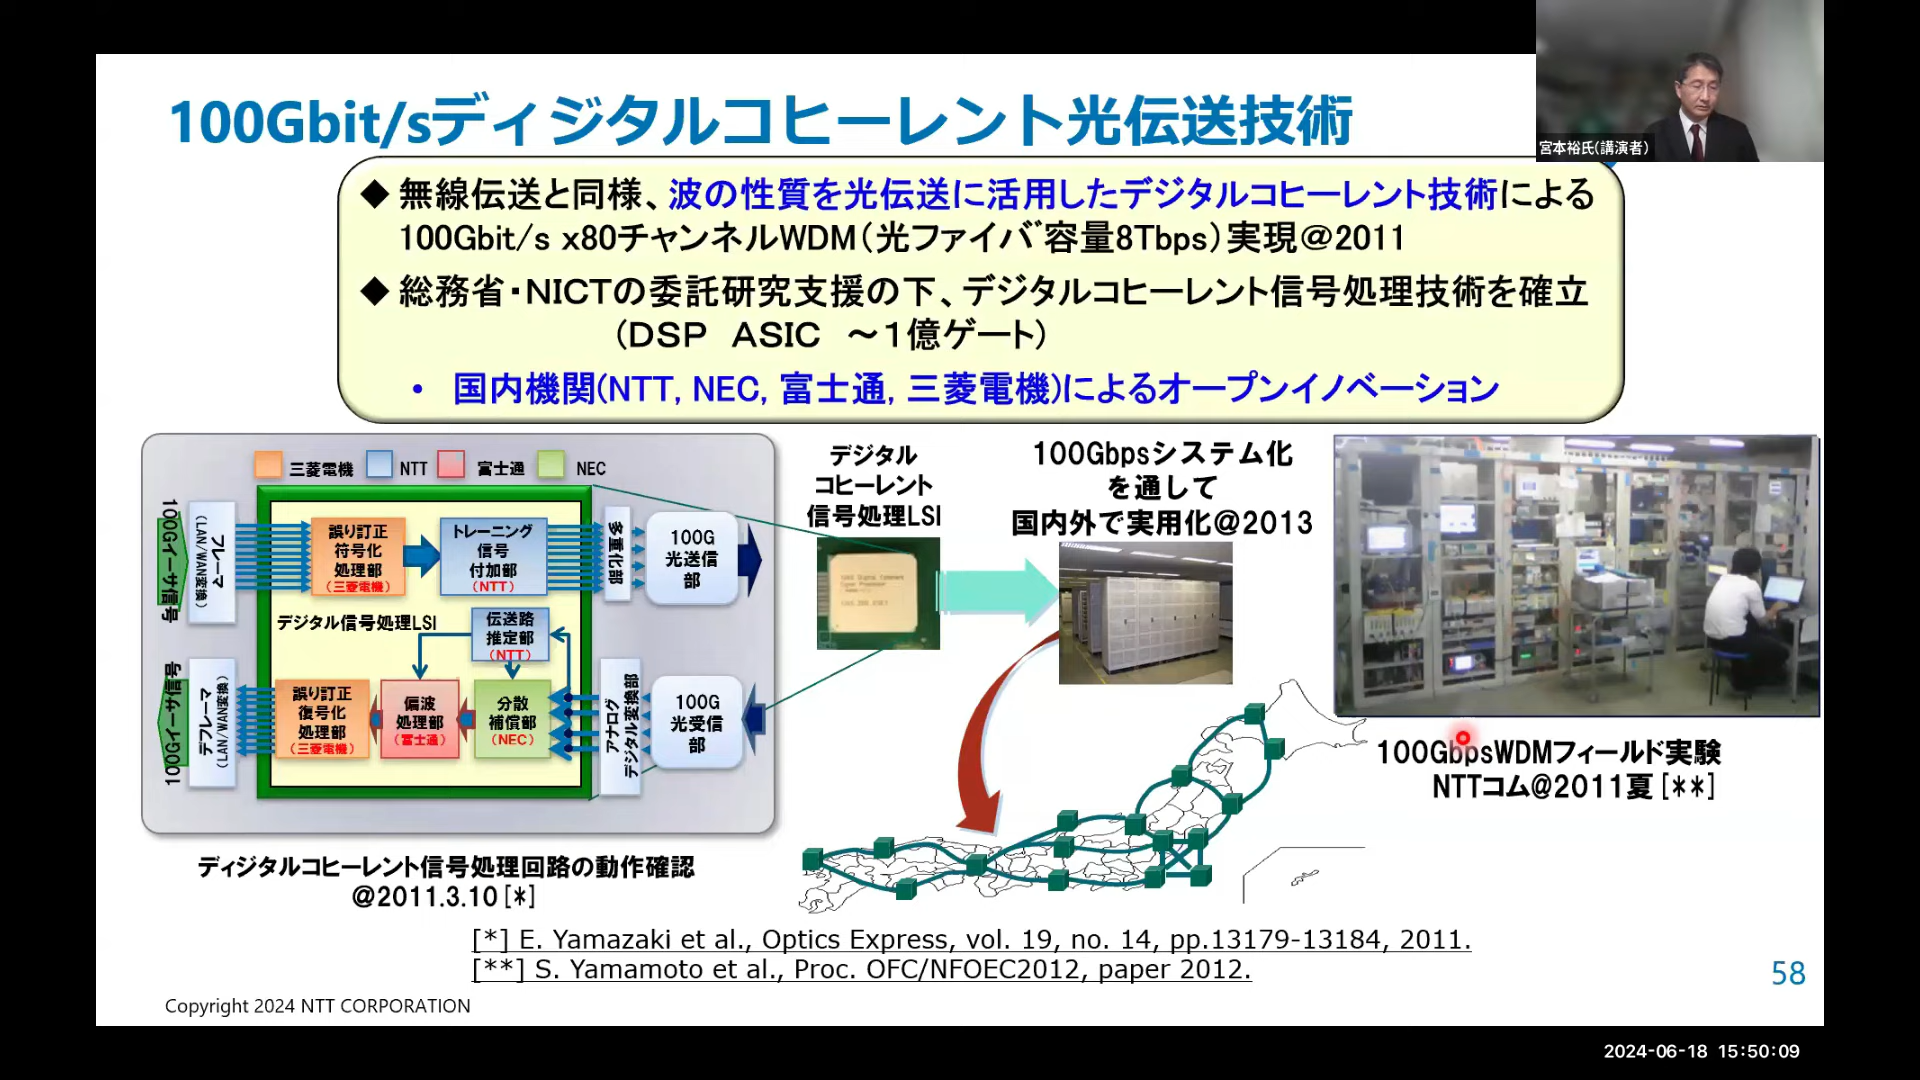 100Gbit/sディジタルコヒーレント光伝送技術
宮本裕氏(講演者)
◆ 無線伝送と同様、波の性質を光伝送に活用したデジタルコヒーレント技術による
100Gbit/s x80チャンネルWDM(光ファイバ゛容量8Tbps)実現@2011
◆ 総務省・NICTの委託研究支援の下、デジタルコヒーレント信号処理技術を確立
(DSP ASIC ～1億ゲート)
• 国内機関(NTT, NEC, 富士通, 三菱電機)によるオープンイノベーション
三菱電機 NTT 富士通 NEC
100Gイーサ信号
フレーマ
(LAN/WAN変換)
誤り訂正
符号化
処理部
(三菱電機)
トレーニング
信号
付加部
(NTT)
多重化部
100G
光送信
部
デジタル信号処理LSI
伝送路
推定部
(NTT)
100Gイーサ信号
デフレーマ
(LAN/WAN変換)
誤り訂正
復号化
処理部
(三菱電機)
偏波
処理部
(富士通)
分散
補償部
(NEC)
アナログ
デジタル変換部
100G
光受信
部
ディジタルコヒーレント信号処理回路の動作確認
@2011.3.10[*]
デジタル
コヒーレント
信号処理LSI
100Gbpsシステム化
を通して
国内外で実用化@2013
100GbpsWDMフィールド実験
NTTコム@2011夏[**]
[*] E. Yamazaki et al., Optics Express, vol. 19, no. 14, pp.13179-13184, 2011.
[**] S. Yamamoto et al., Proc. OFC/NFOEC2012, paper 2012.
58
Copyright 2024 NTT CORPORATION
2024-06-18 15:50:09